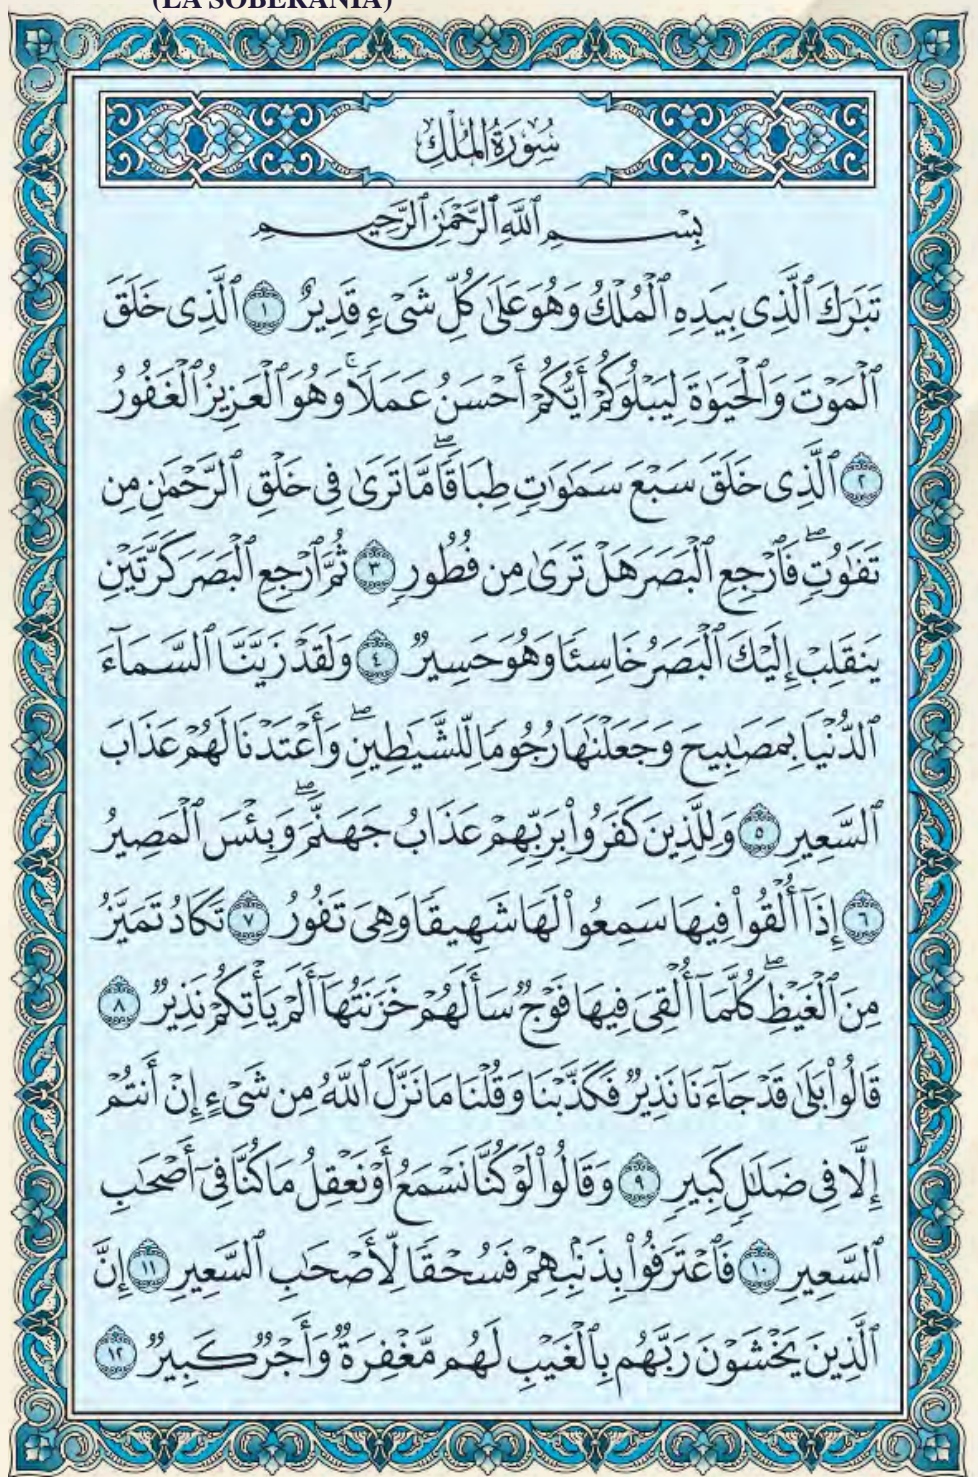 (LA SOBERANÍA)
سُورَةُ المُلْكِ
بِسْمِ ٱللَّهِ ٱلرَّحْمَٰنِ ٱلرَّحِيمِ
تَبَٰرَكَ ٱلَّذِى بِيَدِهِ ٱلْمُلْكُ وَهُوَ عَلَىٰ كُلِّ شَىْءٍ قَدِيرٌ ١ ٱلَّذِى خَلَقَ
ٱلْمَوْتَ وَٱلْحَيَوٰةَ لِيَبْلُوَكُمْ أَيُّكُمْ أَحْسَنُ عَمَلًا ۚ وَهُوَ ٱلْعَزِيزُ ٱلْغَفُورُ
٢ ٱلَّذِى خَلَقَ سَبْعَ سَمَٰوَٰتٍ طِبَاقًا ۖ مَّا تَرَىٰ فِى خَلْقِ ٱلرَّحْمَٰنِ مِن
تَفَٰوُتٍ ۖ فَٱرْجِعِ ٱلْبَصَرَ هَلْ تَرَىٰ مِن فُطُورٍ ٣ ثُمَّ ٱرْجِعِ ٱلْبَصَرَ كَرَّتَيْنِ
يَنقَلِبْ إِلَيْكَ ٱلْبَصَرُ خَاسِئًا وَهُوَ حَسِيرٌ ٤ وَلَقَدْ زَيَّنَّا ٱلسَّمَآءَ
ٱلدُّنْيَا بِمَصَٰبِيحَ وَجَعَلْنَٰهَا رُجُومًا لِّلشَّيَٰطِينِ ۖ وَأَعْتَدْنَا لَهُمْ عَذَابَ
ٱلسَّعِيرِ ٥ وَلِلَّذِينَ كَفَرُوا۟ بِرَبِّهِمْ عَذَابُ جَهَنَّمَ ۖ وَبِئْسَ ٱلْمَصِيرُ
٦ إِذَآ أُلْقُوا۟ فِيهَا سَمِعُوا۟ لَهَا شَهِيقًا وَهِىَ تَفُورُ ٧ تَكَادُ تَمَيَّزُ
مِنَ ٱلْغَيْظِ ۖ كُلَّمَآ أُلْقِىَ فِيهَا فَوْجٌ سَأَلَهُمْ خَزَنَتُهَآ أَلَمْ يَأْتِكُمْ نَذِيرٌ ٨
قَالُوا۟ بَلَىٰ قَدْ جَآءَنَا نَذِيرٌ فَكَذَّبْنَا وَقُلْنَا مَا نَزَّلَ ٱللَّهُ مِن شَىْءٍ إِنْ أَنتُمْ
إِلَّا فِى ضَلَٰلٍ كَبِيرٍ ٩ وَقَالُوا۟ لَوْ كُنَّا نَسْمَعُ أَوْ نَعْقِلُ مَا كُنَّا فِىٓ أَصْحَٰبِ
ٱلسَّعِيرِ ١٠ فَٱعْتَرَفُوا۟ بِذَنۢبِهِمْ فَسُحْقًا لِّأَصْحَٰبِ ٱلسَّعِيرِ ١١ إِنَّ
ٱلَّذِينَ يَخْشَوْنَ رَبَّهُم بِٱلْغَيْبِ لَهُم مَّغْفِرَةٌ وَأَجْرٌ كَبِيرٌ ١٢